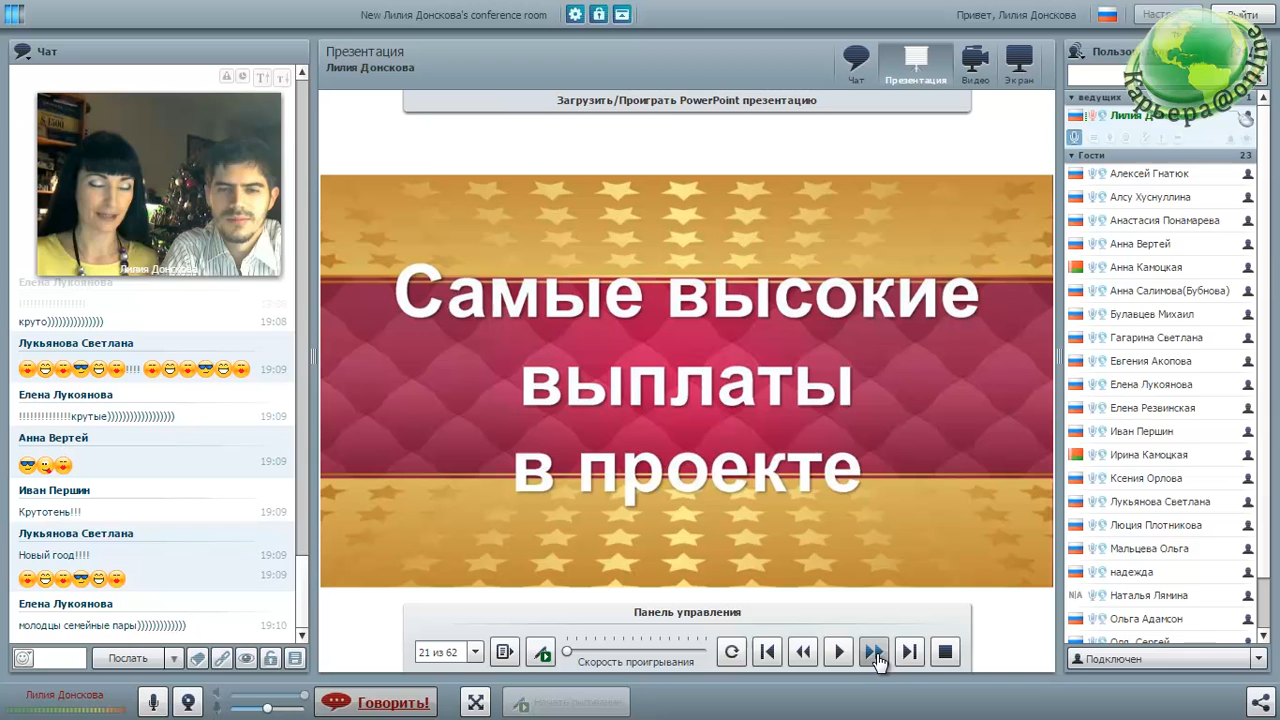 New Лилия Донскова's conference room
Привет, Лилия Донскова
Выйти
Чат
Лилия Донскова
Елена Лукоянова
!!!!!!!!!!!!!!!!!!
круто)))))))))))))))
19:08
Лукьянова Светлана
!!!!
19:09
Елена Лукоянова
!!!!!!!!!!!!!!крутые))))))))))))))))))
19:09
Анна Вертей
19:09
Иван Першин
Крутотень!!!
19:09
Лукьянова Светлана
Новый гоод!!!!
19:09
19:09
Елена Лукоянова
молодцы семейные пары)))))))))))))
19:10
Послать
Презентация
Лилия Донскова
Чат
Презентация
Видео
Экран
Загрузить/Проиграть PowerPoint презентацию
Самые высокие
выплаты
в проекте
Панель управления
21 из 62
Скорость проигрывания
карьера@online
ведущих
1
Гости
23
Алексей Гнатюк
Алсу Хуснуллина
Анастасия Понамарева
Анна Вертей
Анна Камоцкая
Анна Салимова(Бубнова)
Булавцев Михаил
Гагарина Светлана
Евгения Акопова
Елена Лукоянова
Елена Резвинская
Иван Першин
Ирина Камоцкая
Ксения Орлова
Лукьянова Светлана
Люция Плотникова
Мальцева Ольга
надежда
N/A
Наталья Лямина
Ольга Адамсон
Подключен
Лилия Донскова
Говорить!